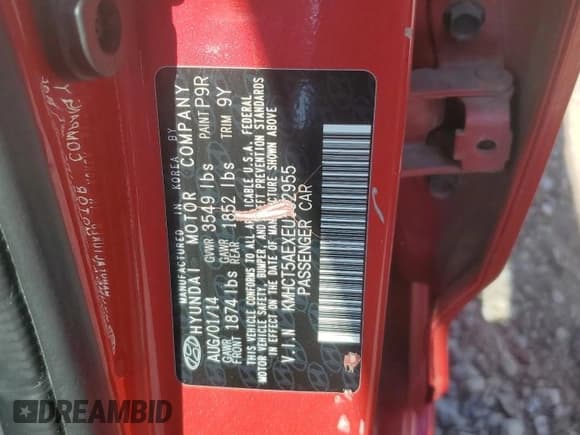 MANUFACTURED IN KOREA BY
HYUNDAI MOTOR COMPANY
AUG/01/14 GVWR 3549 lbs PAINT P9R
GAWR FRONT 1874 lbs GAWR REAR 1852 lbs TRIM 9Y
THIS VEHICLE CONFORMS TO ALL APPLICABLE U.S.A. FEDERAL
MOTOR VEHICLE SAFETY, BUMPER, AND THEFT PREVENTION STANDARDS
IN EFFECT ON THE DATE OF MANUFACTURE SHOWN ABOVE
V.I.N
PASSENGER CAR
DREAMBID